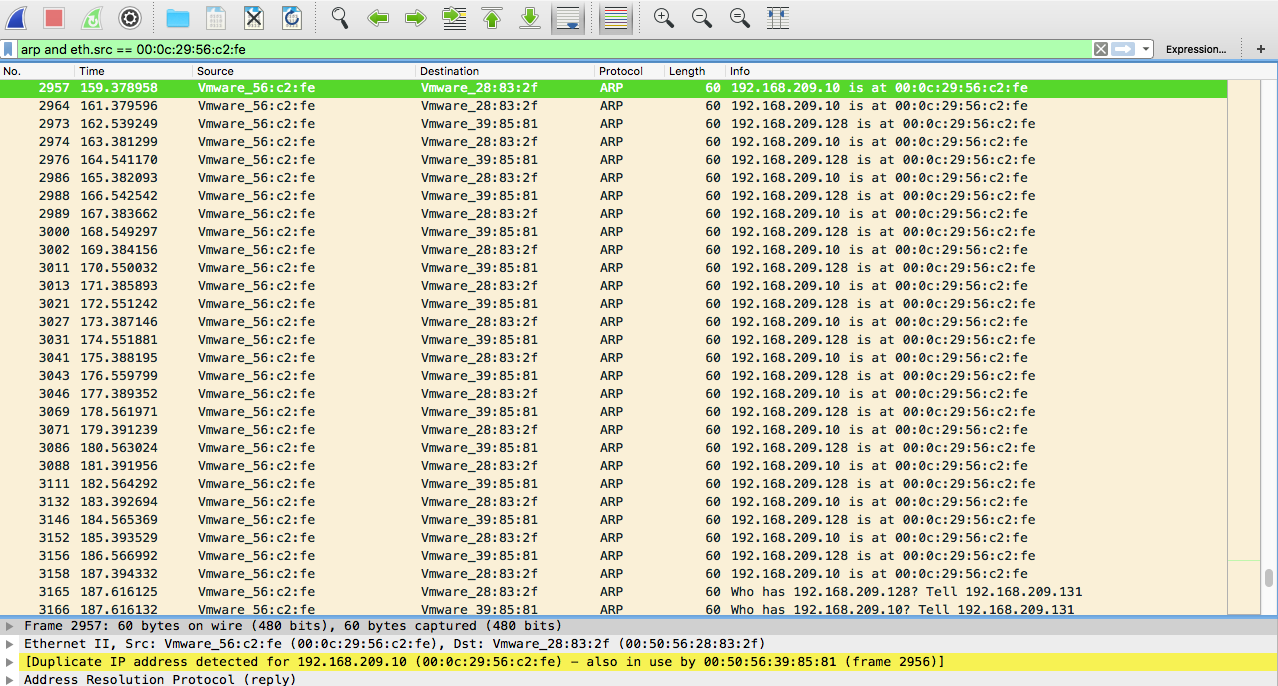 arp and eth.src == 00:0c:29:56:c2:fe Expression... +
No. Time Source Destination Protocol Length Info
2957 159.378958 Vmware_56:c2:fe Vmware_28:83:2f ARP 60 192.168.209.10 is at 00:0c:29:56:c2:fe
2964 161.379596 Vmware_56:c2:fe Vmware_28:83:2f ARP 60 192.168.209.10 is at 00:0c:29:56:c2:fe
2973 162.539249 Vmware_56:c2:fe Vmware_39:85:81 ARP 60 192.168.209.128 is at 00:0c:29:56:c2:fe
2974 163.381299 Vmware_56:c2:fe Vmware_28:83:2f ARP 60 192.168.209.10 is at 00:0c:29:56:c2:fe
2976 164.541170 Vmware_56:c2:fe Vmware_39:85:81 ARP 60 192.168.209.128 is at 00:0c:29:56:c2:fe
2986 165.382093 Vmware_56:c2:fe Vmware_28:83:2f ARP 60 192.168.209.10 is at 00:0c:29:56:c2:fe
2988 166.542542 Vmware_56:c2:fe Vmware_39:85:81 ARP 60 192.168.209.128 is at 00:0c:29:56:c2:fe
2989 167.383662 Vmware_56:c2:fe Vmware_28:83:2f ARP 60 192.168.209.10 is at 00:0c:29:56:c2:fe
3000 168.549297 Vmware_56:c2:fe Vmware_39:85:81 ARP 60 192.168.209.128 is at 00:0c:29:56:c2:fe
3002 169.384156 Vmware_56:c2:fe Vmware_28:83:2f ARP 60 192.168.209.10 is at 00:0c:29:56:c2:fe
3011 170.550032 Vmware_56:c2:fe Vmware_39:85:81 ARP 60 192.168.209.128 is at 00:0c:29:56:c2:fe
3013 171.385893 Vmware_56:c2:fe Vmware_28:83:2f ARP 60 192.168.209.10 is at 00:0c:29:56:c2:fe
3021 172.551242 Vmware_56:c2:fe Vmware_39:85:81 ARP 60 192.168.209.128 is at 00:0c:29:56:c2:fe
3027 173.387146 Vmware_56:c2:fe Vmware_28:83:2f ARP 60 192.168.209.10 is at 00:0c:29:56:c2:fe
3031 174.551881 Vmware_56:c2:fe Vmware_39:85:81 ARP 60 192.168.209.128 is at 00:0c:29:56:c2:fe
3041 175.388195 Vmware_56:c2:fe Vmware_28:83:2f ARP 60 192.168.209.10 is at 00:0c:29:56:c2:fe
3043 176.559799 Vmware_56:c2:fe Vmware_39:85:81 ARP 60 192.168.209.128 is at 00:0c:29:56:c2:fe
3046 177.389352 Vmware_56:c2:fe Vmware_28:83:2f ARP 60 192.168.209.10 is at 00:0c:29:56:c2:fe
3069 178.561971 Vmware_56:c2:fe Vmware_39:85:81 ARP 60 192.168.209.128 is at 00:0c:29:56:c2:fe
3071 179.391239 Vmware_56:c2:fe Vmware_28:83:2f ARP 60 192.168.209.10 is at 00:0c:29:56:c2:fe
3086 180.563024 Vmware_56:c2:fe Vmware_39:85:81 ARP 60 192.168.209.128 is at 00:0c:29:56:c2:fe
3088 181.391956 Vmware_56:c2:fe Vmware_28:83:2f ARP 60 192.168.209.10 is at 00:0c:29:56:c2:fe
3111 182.564292 Vmware_56:c2:fe Vmware_39:85:81 ARP 60 192.168.209.128 is at 00:0c:29:56:c2:fe
3132 183.392694 Vmware_56:c2:fe Vmware_28:83:2f ARP 60 192.168.209.10 is at 00:0c:29:56:c2:fe
3146 184.565369 Vmware_56:c2:fe Vmware_39:85:81 ARP 60 192.168.209.128 is at 00:0c:29:56:c2:fe
3152 185.393529 Vmware_56:c2:fe Vmware_28:83:2f ARP 60 192.168.209.10 is at 00:0c:29:56:c2:fe
3156 186.566992 Vmware_56:c2:fe Vmware_39:85:81 ARP 60 192.168.209.128 is at 00:0c:29:56:c2:fe
3158 187.394332 Vmware_56:c2:fe Vmware_28:83:2f ARP 60 192.168.209.10 is at 00:0c:29:56:c2:fe
3165 187.616125 Vmware_56:c2:fe Vmware_28:83:2f ARP 60 Who has 192.168.209.128? Tell 192.168.209.131
3166 187.616132 Vmware_56:c2:fe Vmware_39:85:81 ARP 60 Who has 192.168.209.10? Tell 192.168.209.131
Frame 2957: 60 bytes on wire (480 bits), 60 bytes captured (480 bits)
Ethernet II, Src: Vmware_56:c2:fe (00:0c:29:56:c2:fe), Dst: Vmware_28:83:2f (00:50:56:28:83:2f)
[Duplicate IP address detected for 192.168.209.10 (00:0c:29:56:c2:fe) – also in use by 00:50:56:39:85:81 (frame 2956)]
Address Resolution Protocol (reply)